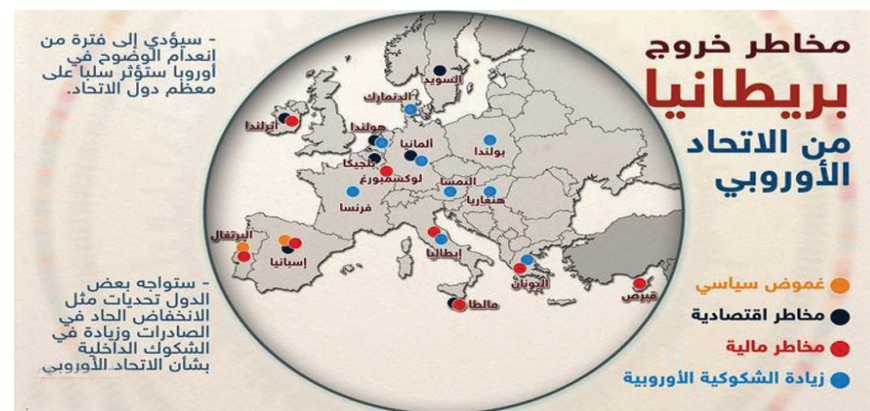 مخاطر خروج
بريطانيا
من الاتحاد
الأوروبي
- سيؤدي إلى فترة من
إنعدام الوضوح في
أوروبا ستؤثر سلبا على
معظم دول الاتحاد.
السويد
الدنمارك
ايرلندا
هولندا
ألمانيا
بولندا
بلجيكا
لوكسمبورغ
النمسا
هنغاريا
فرنسا
البرتغال
إسبانيا
إيطاليا
اليونان
قبرص
مالطا
- ستواجه بعض
الدول تحديات مثل
الانخفاض الحاد في
الصادرات وزيادة في
الشكوك الداخلية
بشأن الاتحاد الأوروبي
غموض سياسي
مخاطر اقتصادية
مخاطر مالية
زيادة الشكوكية الأوروبية